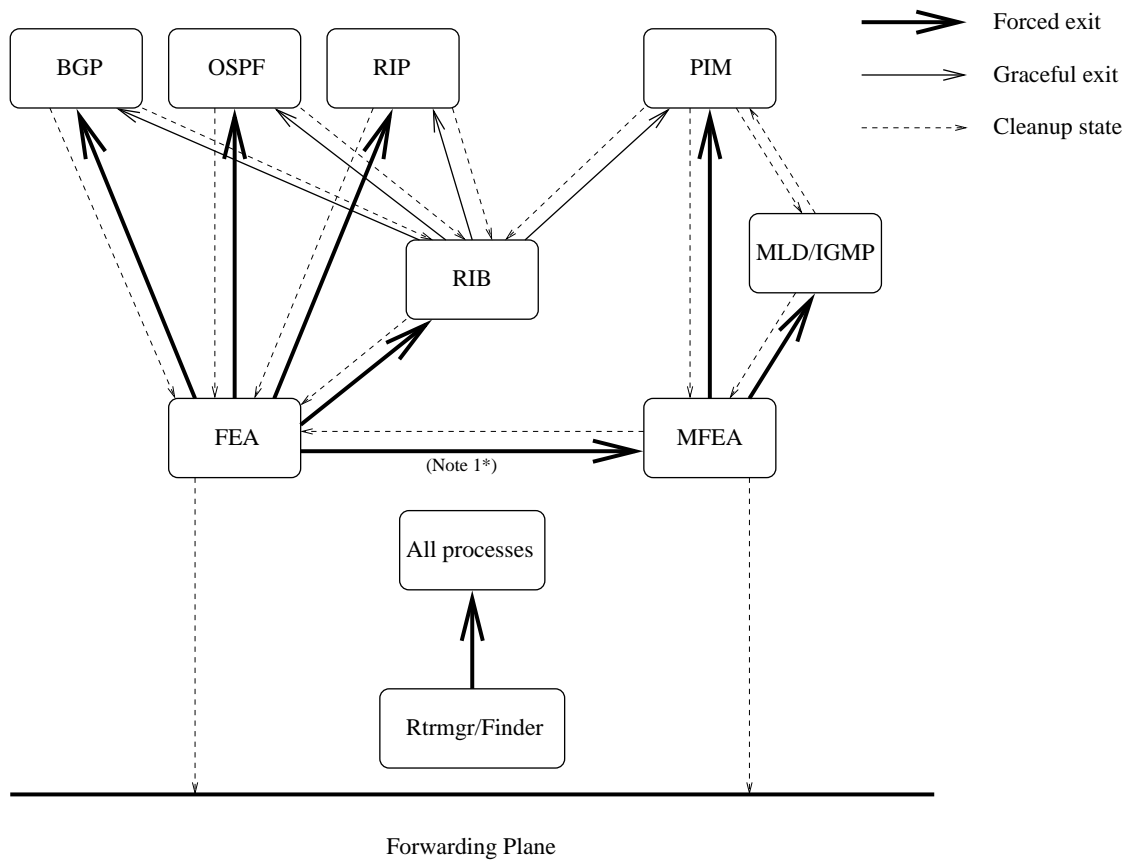 Forced exit
BGP
OSPF
RIP
PIM
Graceful exit
Cleanup state
MLD/IGMP
RIB
FEA
MFEA
(Note 1*)
All processes
Rtrmgr/Finder
Forwarding Plane